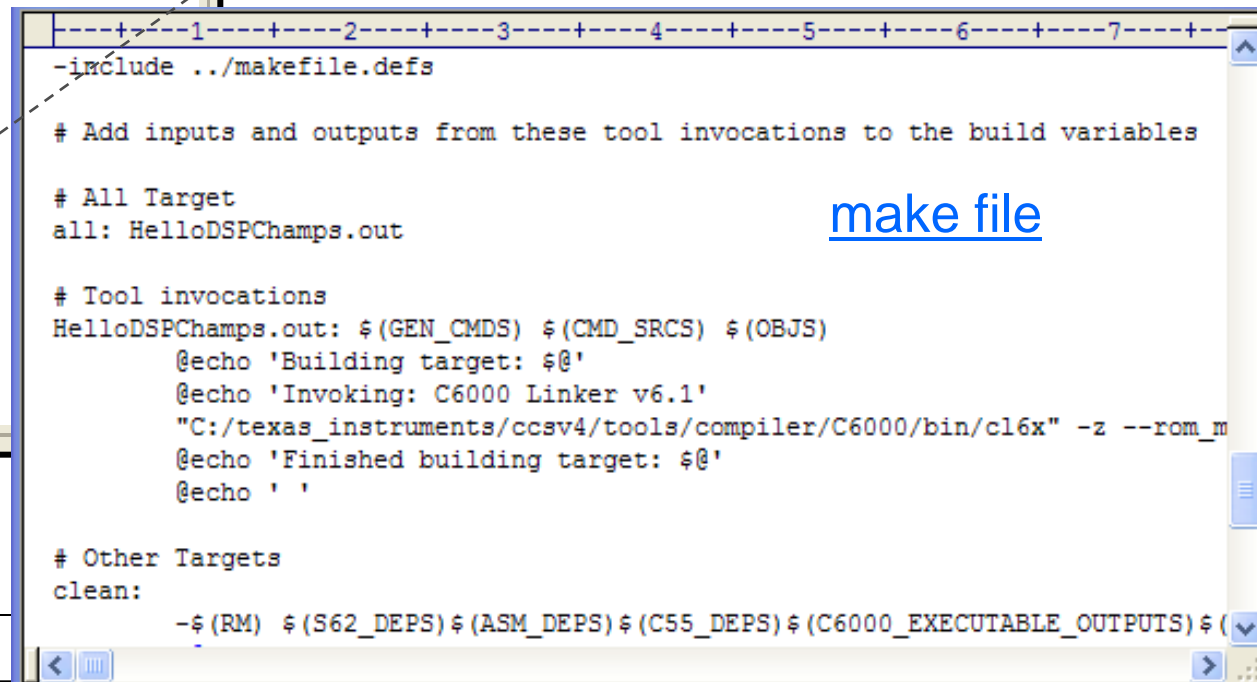 ----+----1----+----2----+----3----+----4----+----5----+----6----+----7----+--
-include ../makefile.defs
# Add inputs and outputs from these tool invocations to the build variables
# All Target
make file
all: HelloDSPChamps.out
# Tool invocations
HelloDSPChamps.out: $(GEN_CMDS) $(CMD_SRCS) $(OBJS)
@echo 'Building target: $@'
@echo 'Invoking: C6000 Linker v6.1'
"C:/texas_instruments/ccsv4/tools/compiler/C6000/bin/cl6x" -z --rom_m
@echo 'Finished building target: $@'
@echo ' '
# Other Targets
clean:
-$(RM) $(S62_DEPS)$(ASM_DEPS)$(C55_DEPS)$(C6000_EXECUTABLE_OUTPUTS)$(